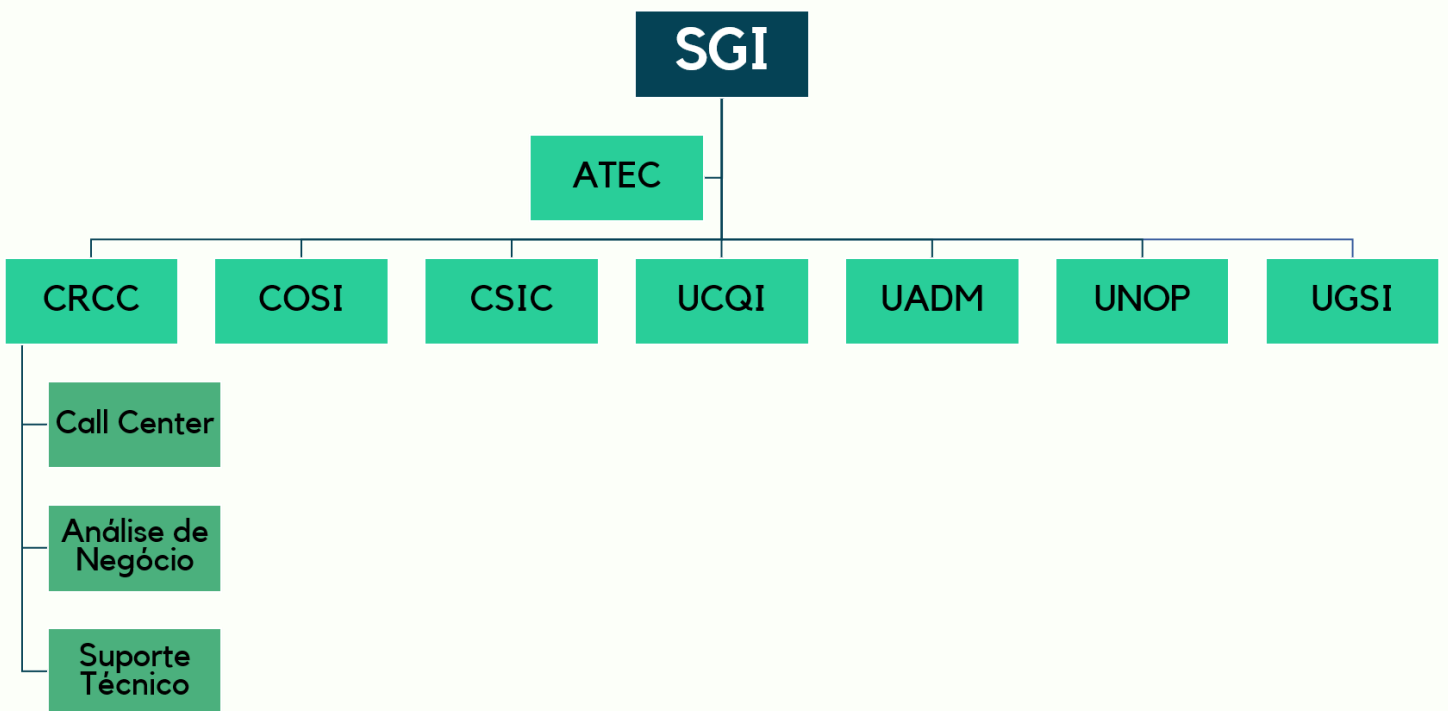 SGI
ATEC
CRCC
COSI
CSIC
UCQI
UADM
UNOP
UGSI
Call Center
Análise de
Negócio
Suporte
Técnico